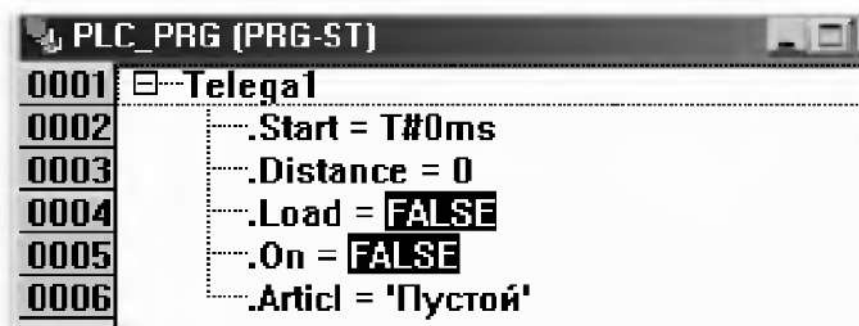 PLC_PRG (PRG-ST)
0001 Telega1
0002 .Start = T#0ms
0003 .Distance = 0
0004 .Load = FALSE
0005 .On = FALSE
0006 .Articl = 'Пустой'